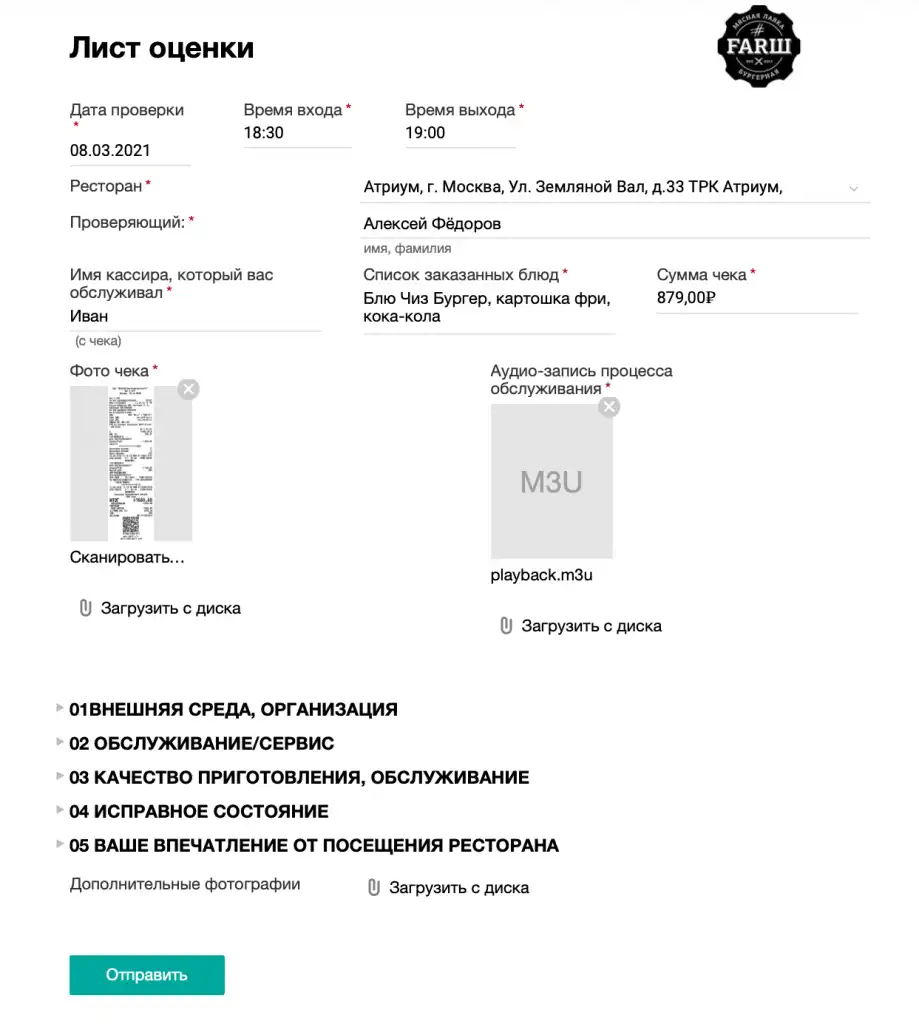 Лист оценки
МЯСНАЯ ЛАВКА
#
FARШ
БУРГЕРНАЯ
Дата проверки
*
08.03.2021
Время входа *
18:30
Время выхода *
19:00
Ресторан *
Атриум, г. Москва, Ул. Земляной Вал, д.33 ТРК Атриум,
Проверяющий: *
Алексей Фёдоров
имя, фамилия
Имя кассира, который вас
обслуживал *
Иван
(с чека)
Список заказанных блюд *
Блю Чиз Бургер, картошка фри,
кока-кола
Сумма чека *
879,00₽
Фото чека *
Сканировать...
Загрузить с диска
Аудио-запись процесса
обслуживания *
M3U
playback.m3u
Загрузить с диска
01ВНЕШНЯЯ СРЕДА, ОРГАНИЗАЦИЯ
02 ОБСЛУЖИВАНИЕ/СЕРВИС
03 КАЧЕСТВО ПРИГОТОВЛЕНИЯ, ОБСЛУЖИВАНИЕ
04 ИСПРАВНОЕ СОСТОЯНИЕ
05 ВАШЕ ВПЕЧАТЛЕНИЕ ОТ ПОСЕЩЕНИЯ РЕСТОРАНА
Дополнительные фотографии
Загрузить с диска
Отправить